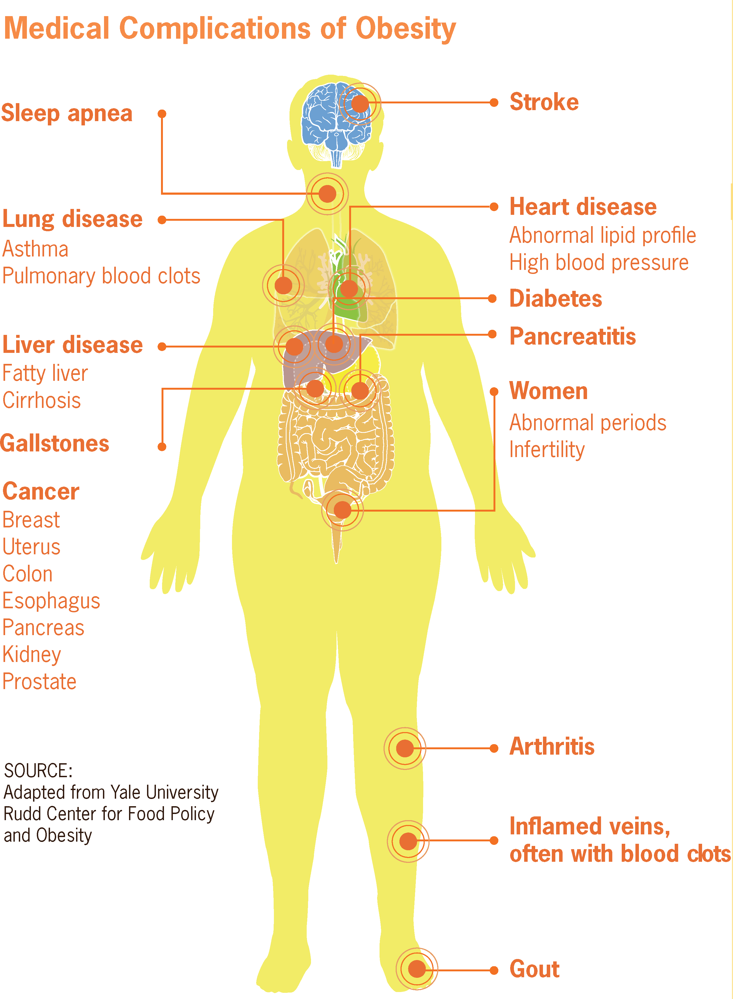 Medical Complications of Obesity
Sleep apnea
Lung disease
Asthma
Pulmonary blood clots
Liver disease
Fatty liver
Cirrhosis
Gallstones
Cancer
Breast
Uterus
Colon
Esophagus
Pancreas
Kidney
Prostate
SOURCE:
Adapted from Yale University
Rudd Center for Food Policy
and Obesity
Stroke
Heart disease
Abnormal lipid profile
High blood pressure
Diabetes
Pancreatitis
Women
Abnormal periods
Infertility
Arthritis
Inflamed veins,
often with blood clots
Gout